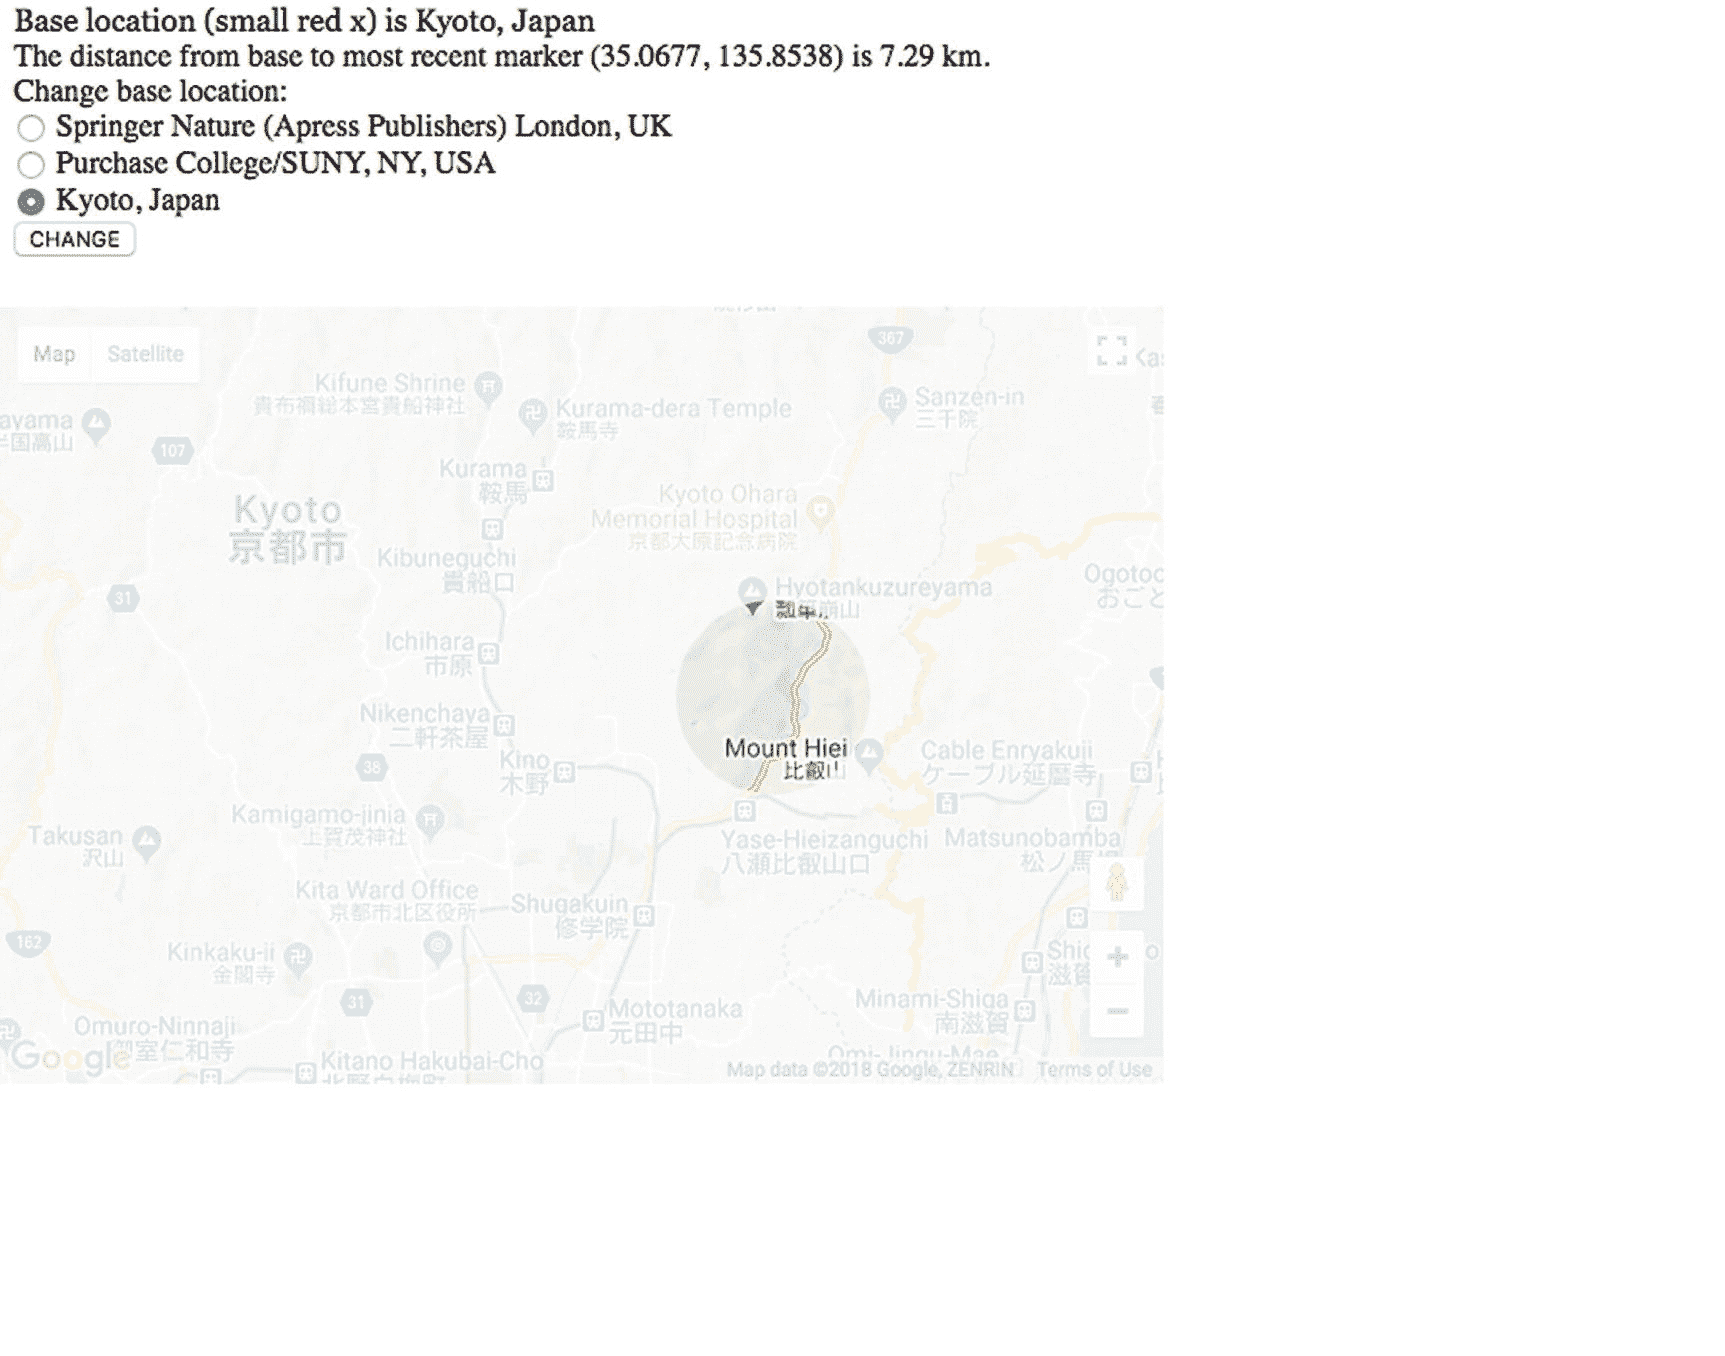 Base location (small red x) is Kyoto, Japan
The distance from base to most recent marker (35.0677, 135.8538) is 7.29 km.
Change base location:
Springer Nature (Apress Publishers) London, UK
Purchase College/SUNY, NY, USA
Kyoto, Japan
CHANGE
Map Satellite
367
Kifune Shrine
貴布禰総本宮貴船神社
Kurama-dera Temple
鞍馬寺
Sanzen-in
三千院
ayama
半国高山
107
Kurama
鞍馬
Kyoto
京都市
Kyoto Ohara
Memorial Hospital
京都大原記念病院
Kibuneguchi
貴船口
Hyotankuzureyama
崩山
Ogotoo
おごと
31
Ichihara
市原
Nikenchaya
二軒茶屋
38
Kino
木野
Mount Hiei
比叡山
Cable Enryakuji
ケーブル延暦寺
Kamigamo-jinja
上賀茂神社
Takusan
沢山
Yase-Hieizanguchi
八瀬比叡山口
Matsunobamba
松ノ馬場
Kita Ward Office
京都市北区役所
Shugakuin
修学院
162
Kinkaku-ji
金閣寺
31
32
Mototanaka
元田中
Minami-Shiga
南滋賀
Shig
滋賀
+
−
Omuro-Ninnaji
御室仁和寺
Google
Kitano Hakubai-Cho
北野白梅町
Omi-Jingu-Mae
Map data ©2018 Google, ZENRIN Terms of Use